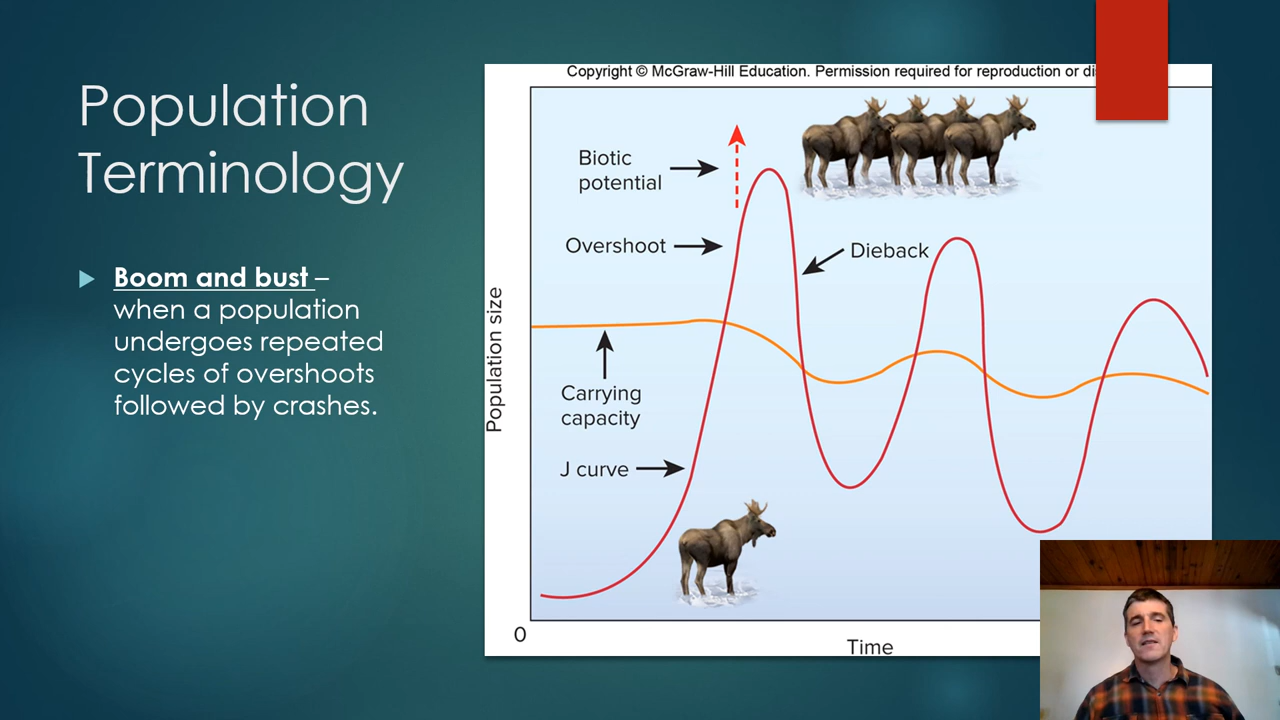 Population
Terminology
Boom and bust –
when a population
undergoes repeated
cycles of overshoots
followed by crashes.
Copyright © McGraw-Hill Education. Permission required for reproduction or
Biotic
potential
Overshoot
Dieback
Carrying
capacity
J curve
Population size
0
Time